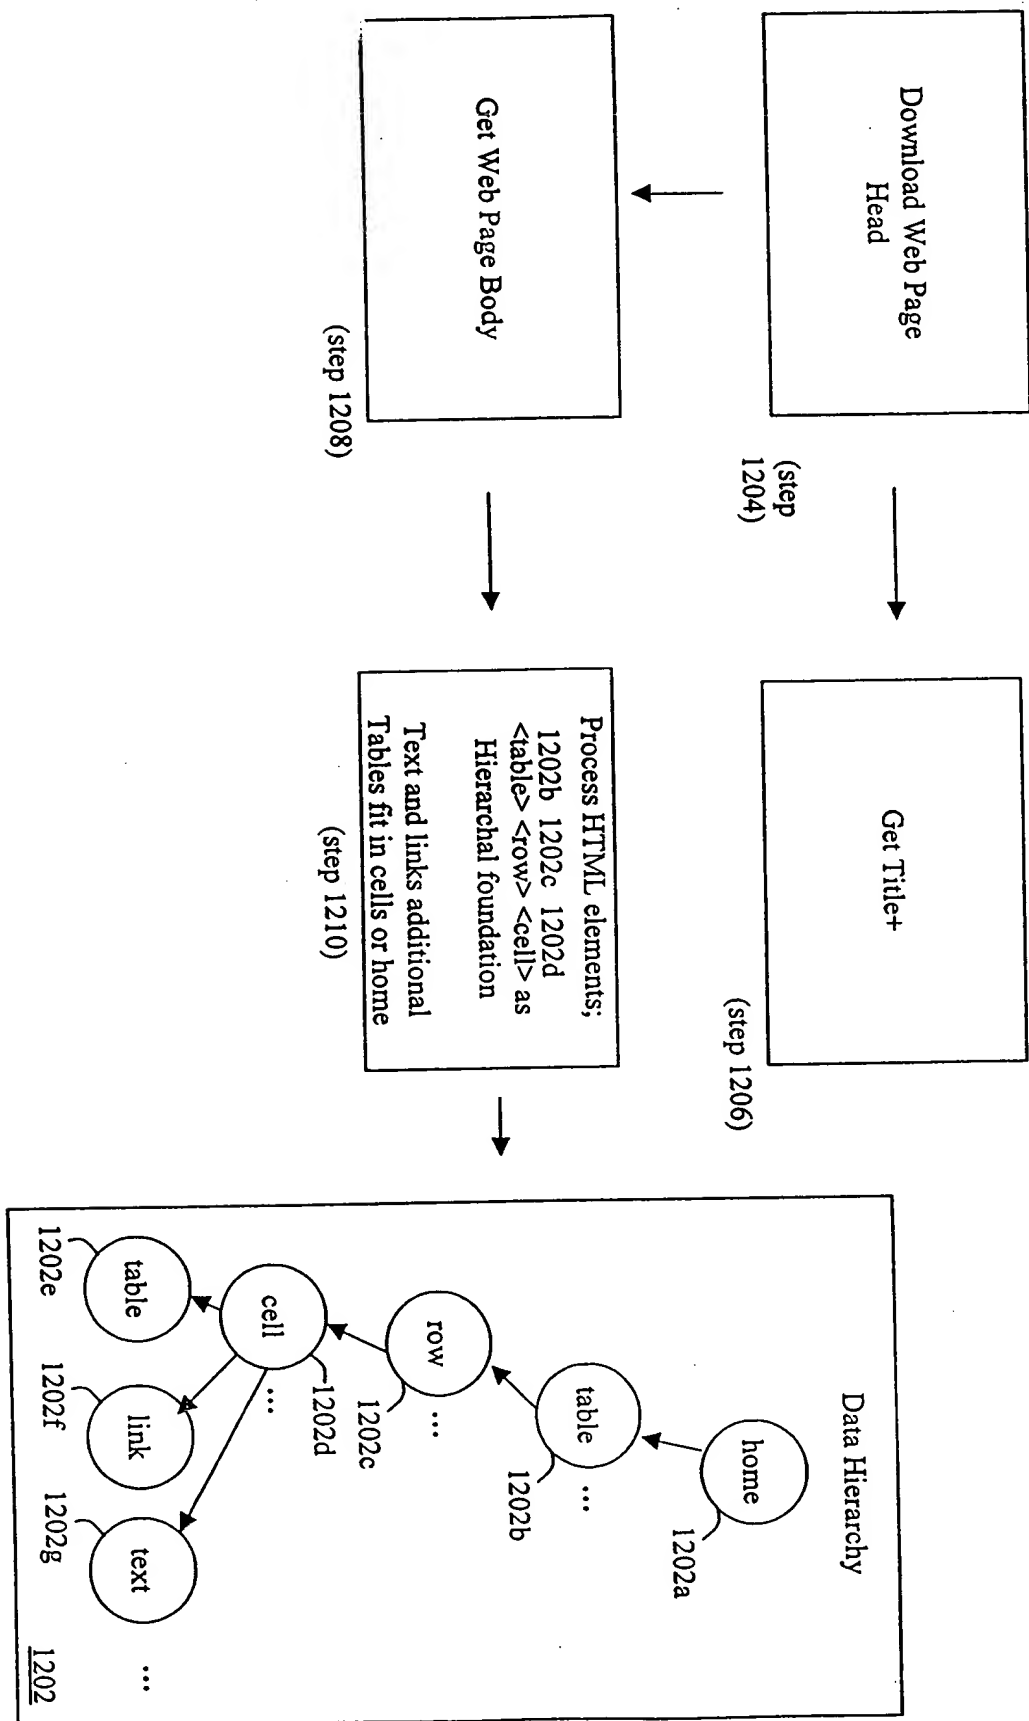 Download Web Page
Head
(step
1204)
Get Title+
(step 1206)
Get Web Page Body
(step 1208)
Process HTML elements;
1202b 1202c 1202d
<table> <row> <cell> as
Hierarchal foundation
Text and links additional
Tables fit in cells or home
(step 1210)
Data Hierarchy
home
1202a
table
...
1202b
row
...
1202c
cell
...
1202d
table
link
text
...
1202e
1202f
1202g
1202